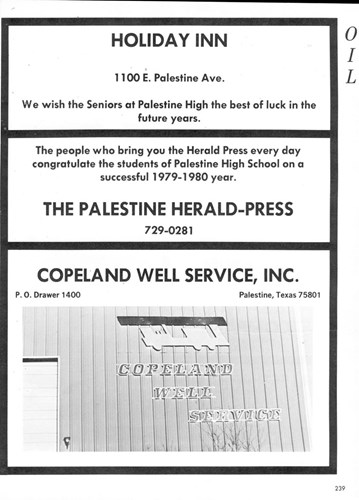 HOLIDAY INN
1100 E. Palestine Ave.
We wish the Seniors at Palestine High the best of luck in the
future years.
The people who bring you the Herald Press every day
congratulate the students of Palestine High School on a
successful 1979-1980 year.
THE PALESTINE HERALD-PRESS
729-0281
COPELAND WELL SERVICE, INC.
P. O. Drawer 1400 Palestine, Texas 75801
COPELAND
WELL
SERVICE
O
I
L
239